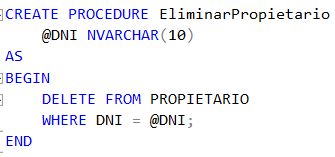 CREATE PROCEDURE EliminarPropietario
@DNI NVARCHAR(10)
AS
BEGIN
DELETE FROM PROPIETARIO
WHERE DNI = @DNI;
END